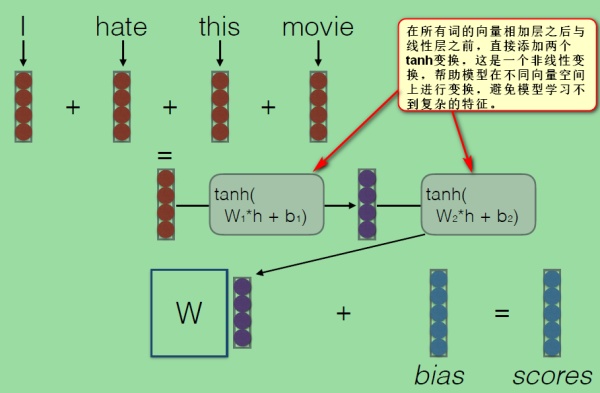 I hate this movie
在所有词的向量相加层之后与
线性层之前，直接添加两个
tanh变换，这是一个非线性变
换，帮助模型在不同向量空间
上进行变换，避免模型学习不
到复杂的特征。
+ + +
=
tanh(
W₁*h + b₁)
tanh(
W₂*h + b₂)
W + =
bias scores